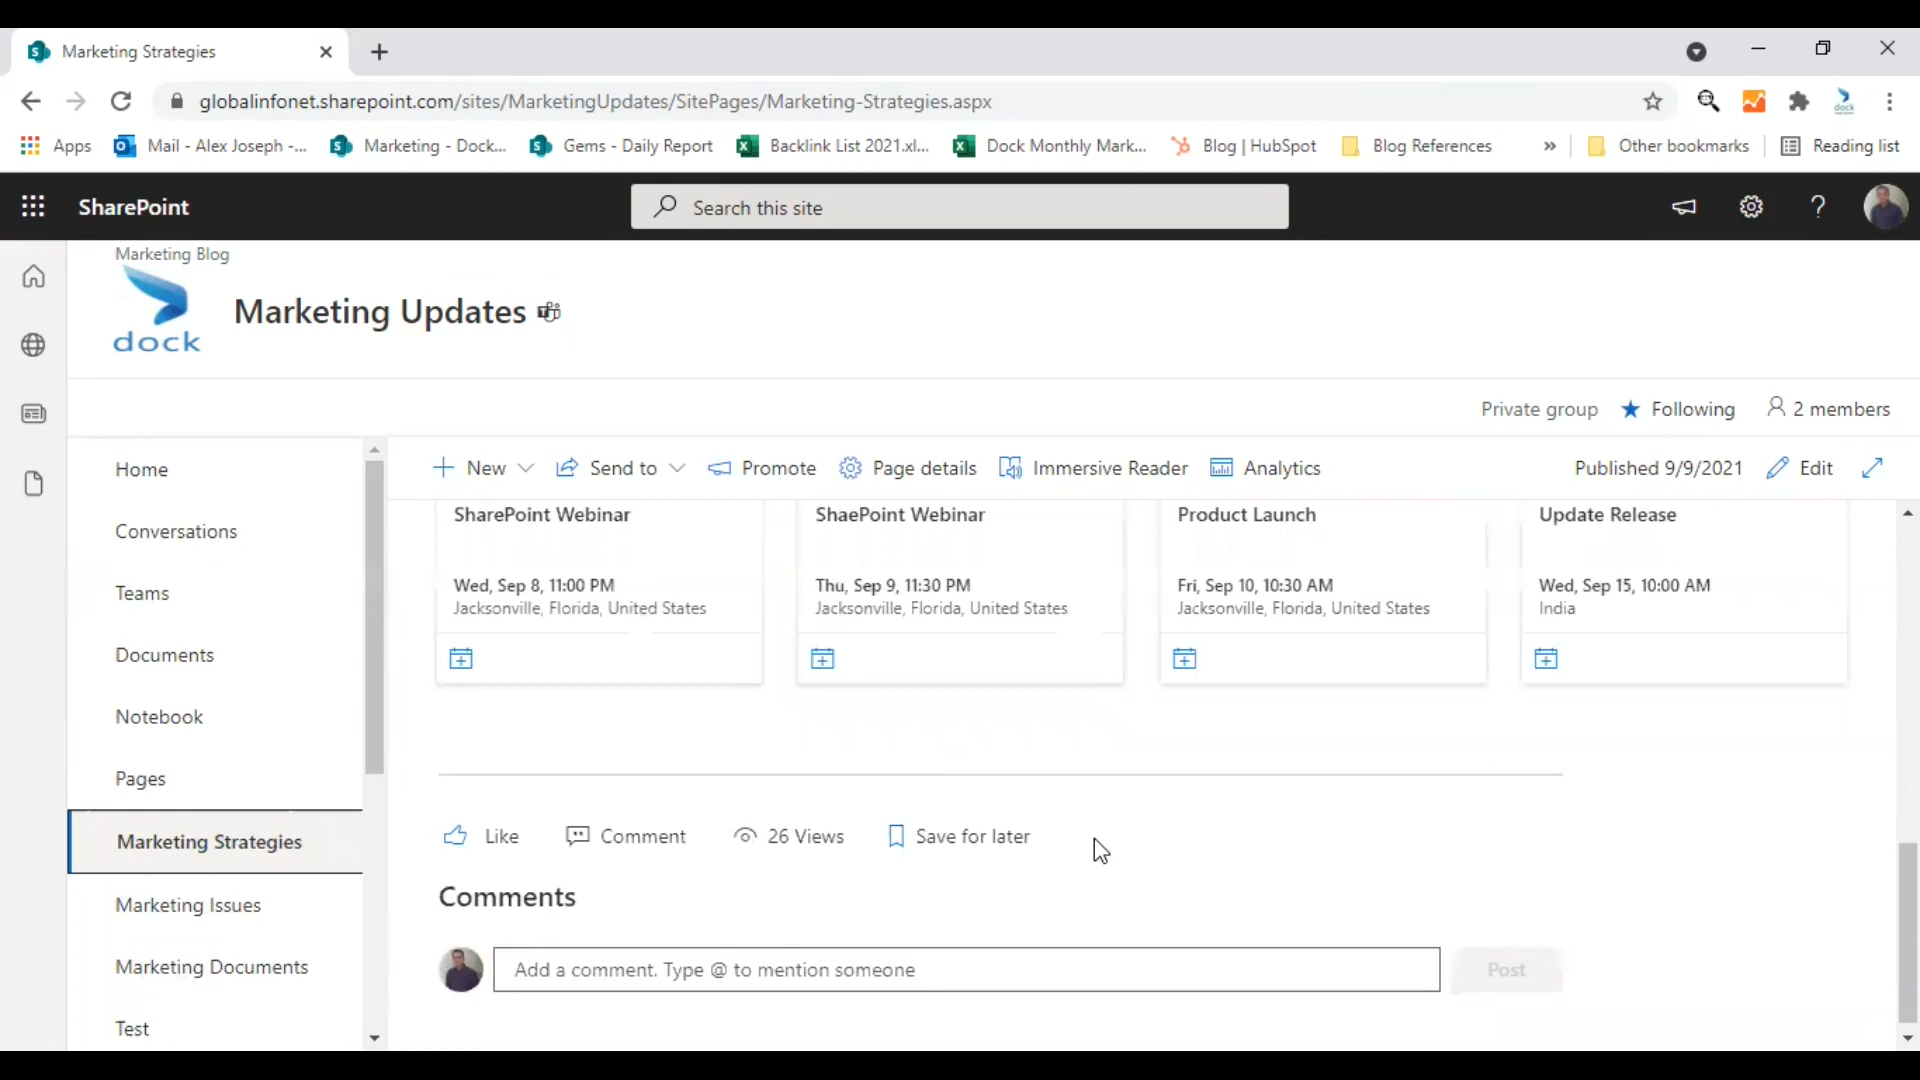 Marketing Strategies
globalinfonet.sharepoint.com/sites/MarketingUpdates/SitePages/Marketing-Strategies.aspx
dock
Apps Mail - Alex Joseph -... Marketing - Dock... Gems - Daily Report Backlink List 2021.xl... Dock Monthly Mark... Blog | HubSpot Blog References » Other bookmarks Reading list
SharePoint Search this site
Marketing Blog
dock
Marketing Updates
Private group Following 2 members
Home
Conversations
Teams
Documents
Notebook
Pages
Marketing Strategies
Marketing Issues
Marketing Documents
Test
New Send to Promote Page details Immersive Reader Analytics Published 9/9/2021 Edit
SharePoint Webinar
Wed, Sep 8, 11:00 PM
Jacksonville, Florida, United States
ShaePoint Webinar
Thu, Sep 9, 11:30 PM
Jacksonville, Florida, United States
Product Launch
Fri, Sep 10, 10:30 AM
Jacksonville, Florida, United States
Update Release
Wed, Sep 15, 10:00 AM
India
Like Comment 26 Views Save for later
Comments
Add a comment. Type @ to mention someone
Post